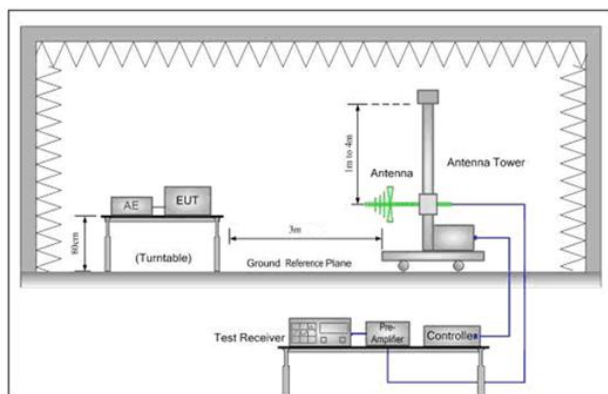 1m to 4m
Antenna
Antenna Tower
AE
EUT
80cm
(Turntable)
3m
Ground Reference Plane
Test Receiver
Pre-
Amplifier
Controller